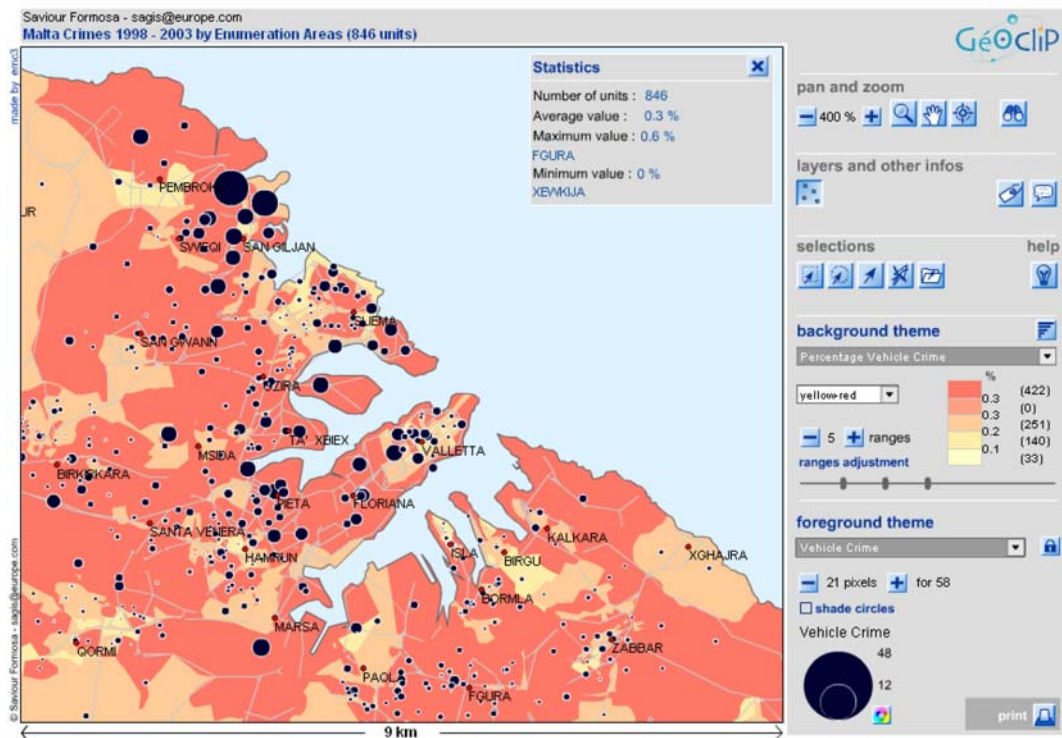 Saviour Formosa - sagis@europe.com
Malta Crimes 1998 - 2003 by Enumeration Areas (846 units)
GéoClip
made by emc3
Statistics
Number of units : 846
Average value : 0.3 %
Maximum value : 0.6 %
FGURA
Minimum value : 0 %
XEWKIJA
pan and zoom
400 %
layers and other infos
selections
help
background theme
Percentage Vehicle Crime
yellow-red
%
0.3
0.3
0.2
0.1
(422)
(0)
(251)
(140)
(33)
5 ranges
ranges adjustment
foreground theme
Vehicle Crime
21 pixels for 58
shade circles
Vehicle Crime
48
12
print
PEMBROK
UR
SWEQI
SAN GILJAN
SLIEMA
SAN GWANN
GZIRA
TA' XBIEX
MSIDA
VALLETTA
BIRKIRKARA
PIETA
FLORIANA
SANTA VENERA
KALKARA
HAMRUN
ISLA
BIRGU
XGHAJRA
BORMLA
MARSA
QORMI
ZABBAR
PAOLA
FGURA
© Saviour Formosa - sagis@europe.com
9 km